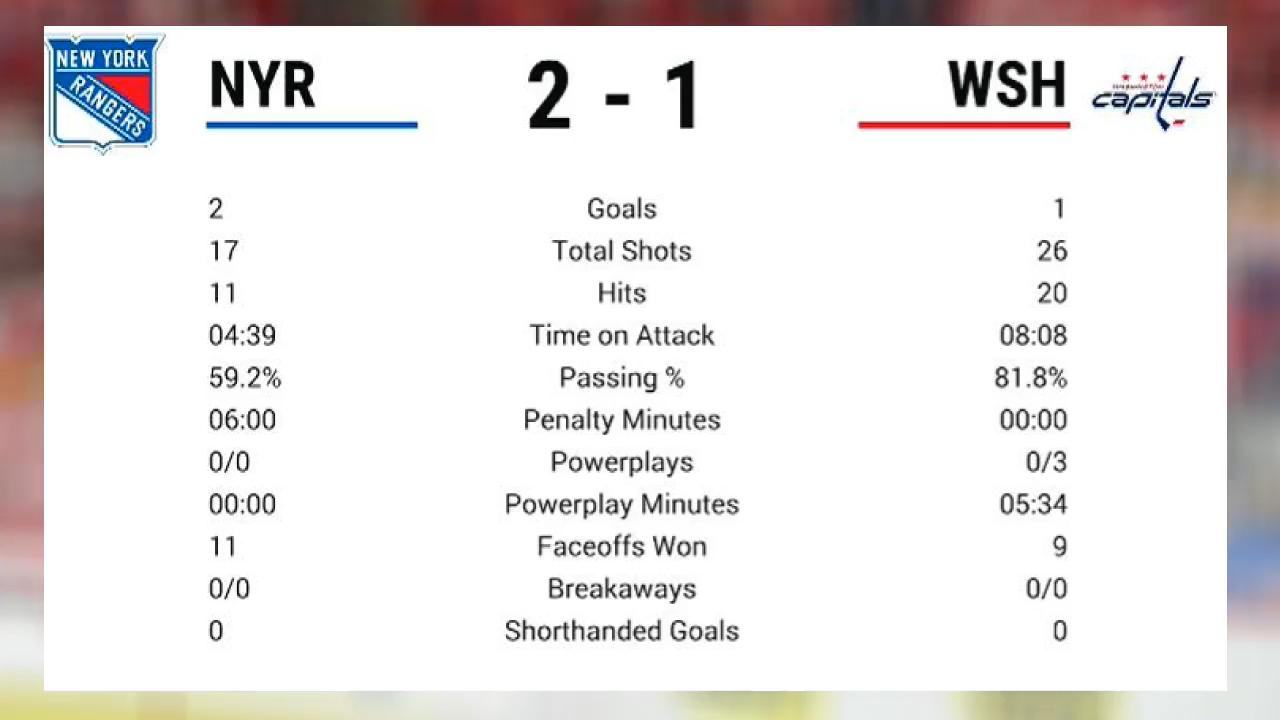 NEW YORK
RANGERS
NYR 2 - 1 WSH
WASHINGTON
capitals
2 Goals 1
17 Total Shots 26
11 Hits 20
04:39 Time on Attack 08:08
59.2% Passing % 81.8%
06:00 Penalty Minutes 00:00
0/0 Powerplays 0/3
00:00 Powerplay Minutes 05:34
11 Faceoffs Won 9
0/0 Breakaways 0/0
0 Shorthanded Goals 0